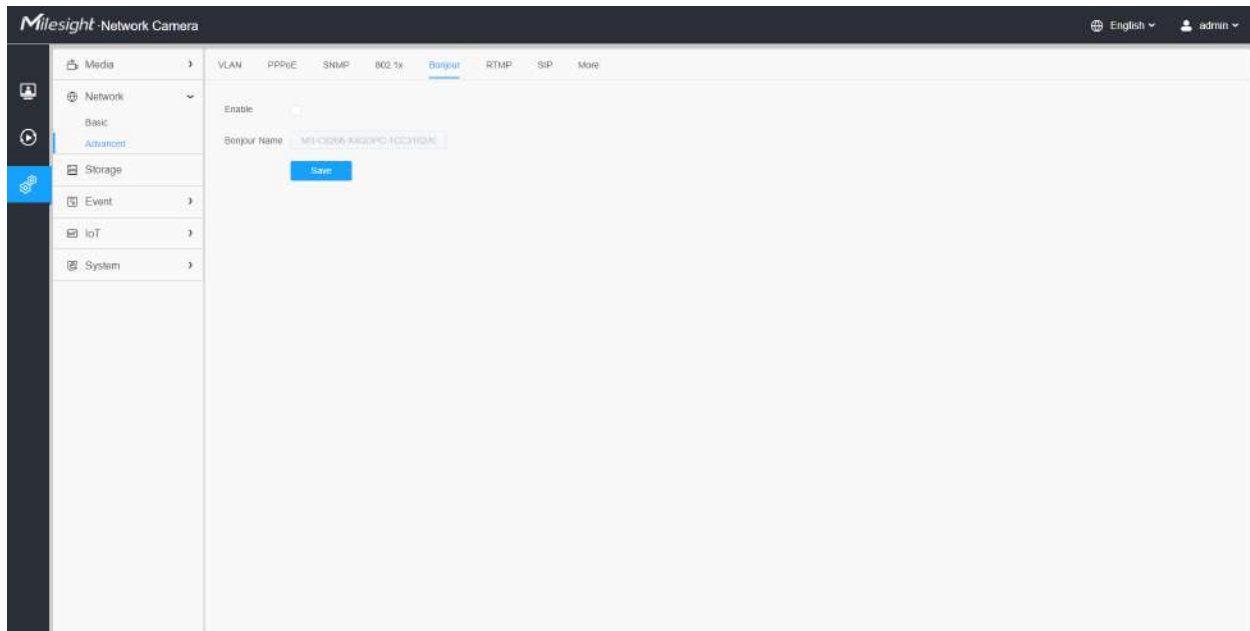 Milesight ·Network Camera
English
admin
Media
VLAN PPPoE SNMP 802.1x Bonjour RTMP SIP More
Network
Enable
Basic
Bonjour Name
Advanced
Storage
Save
Event
IoT
System